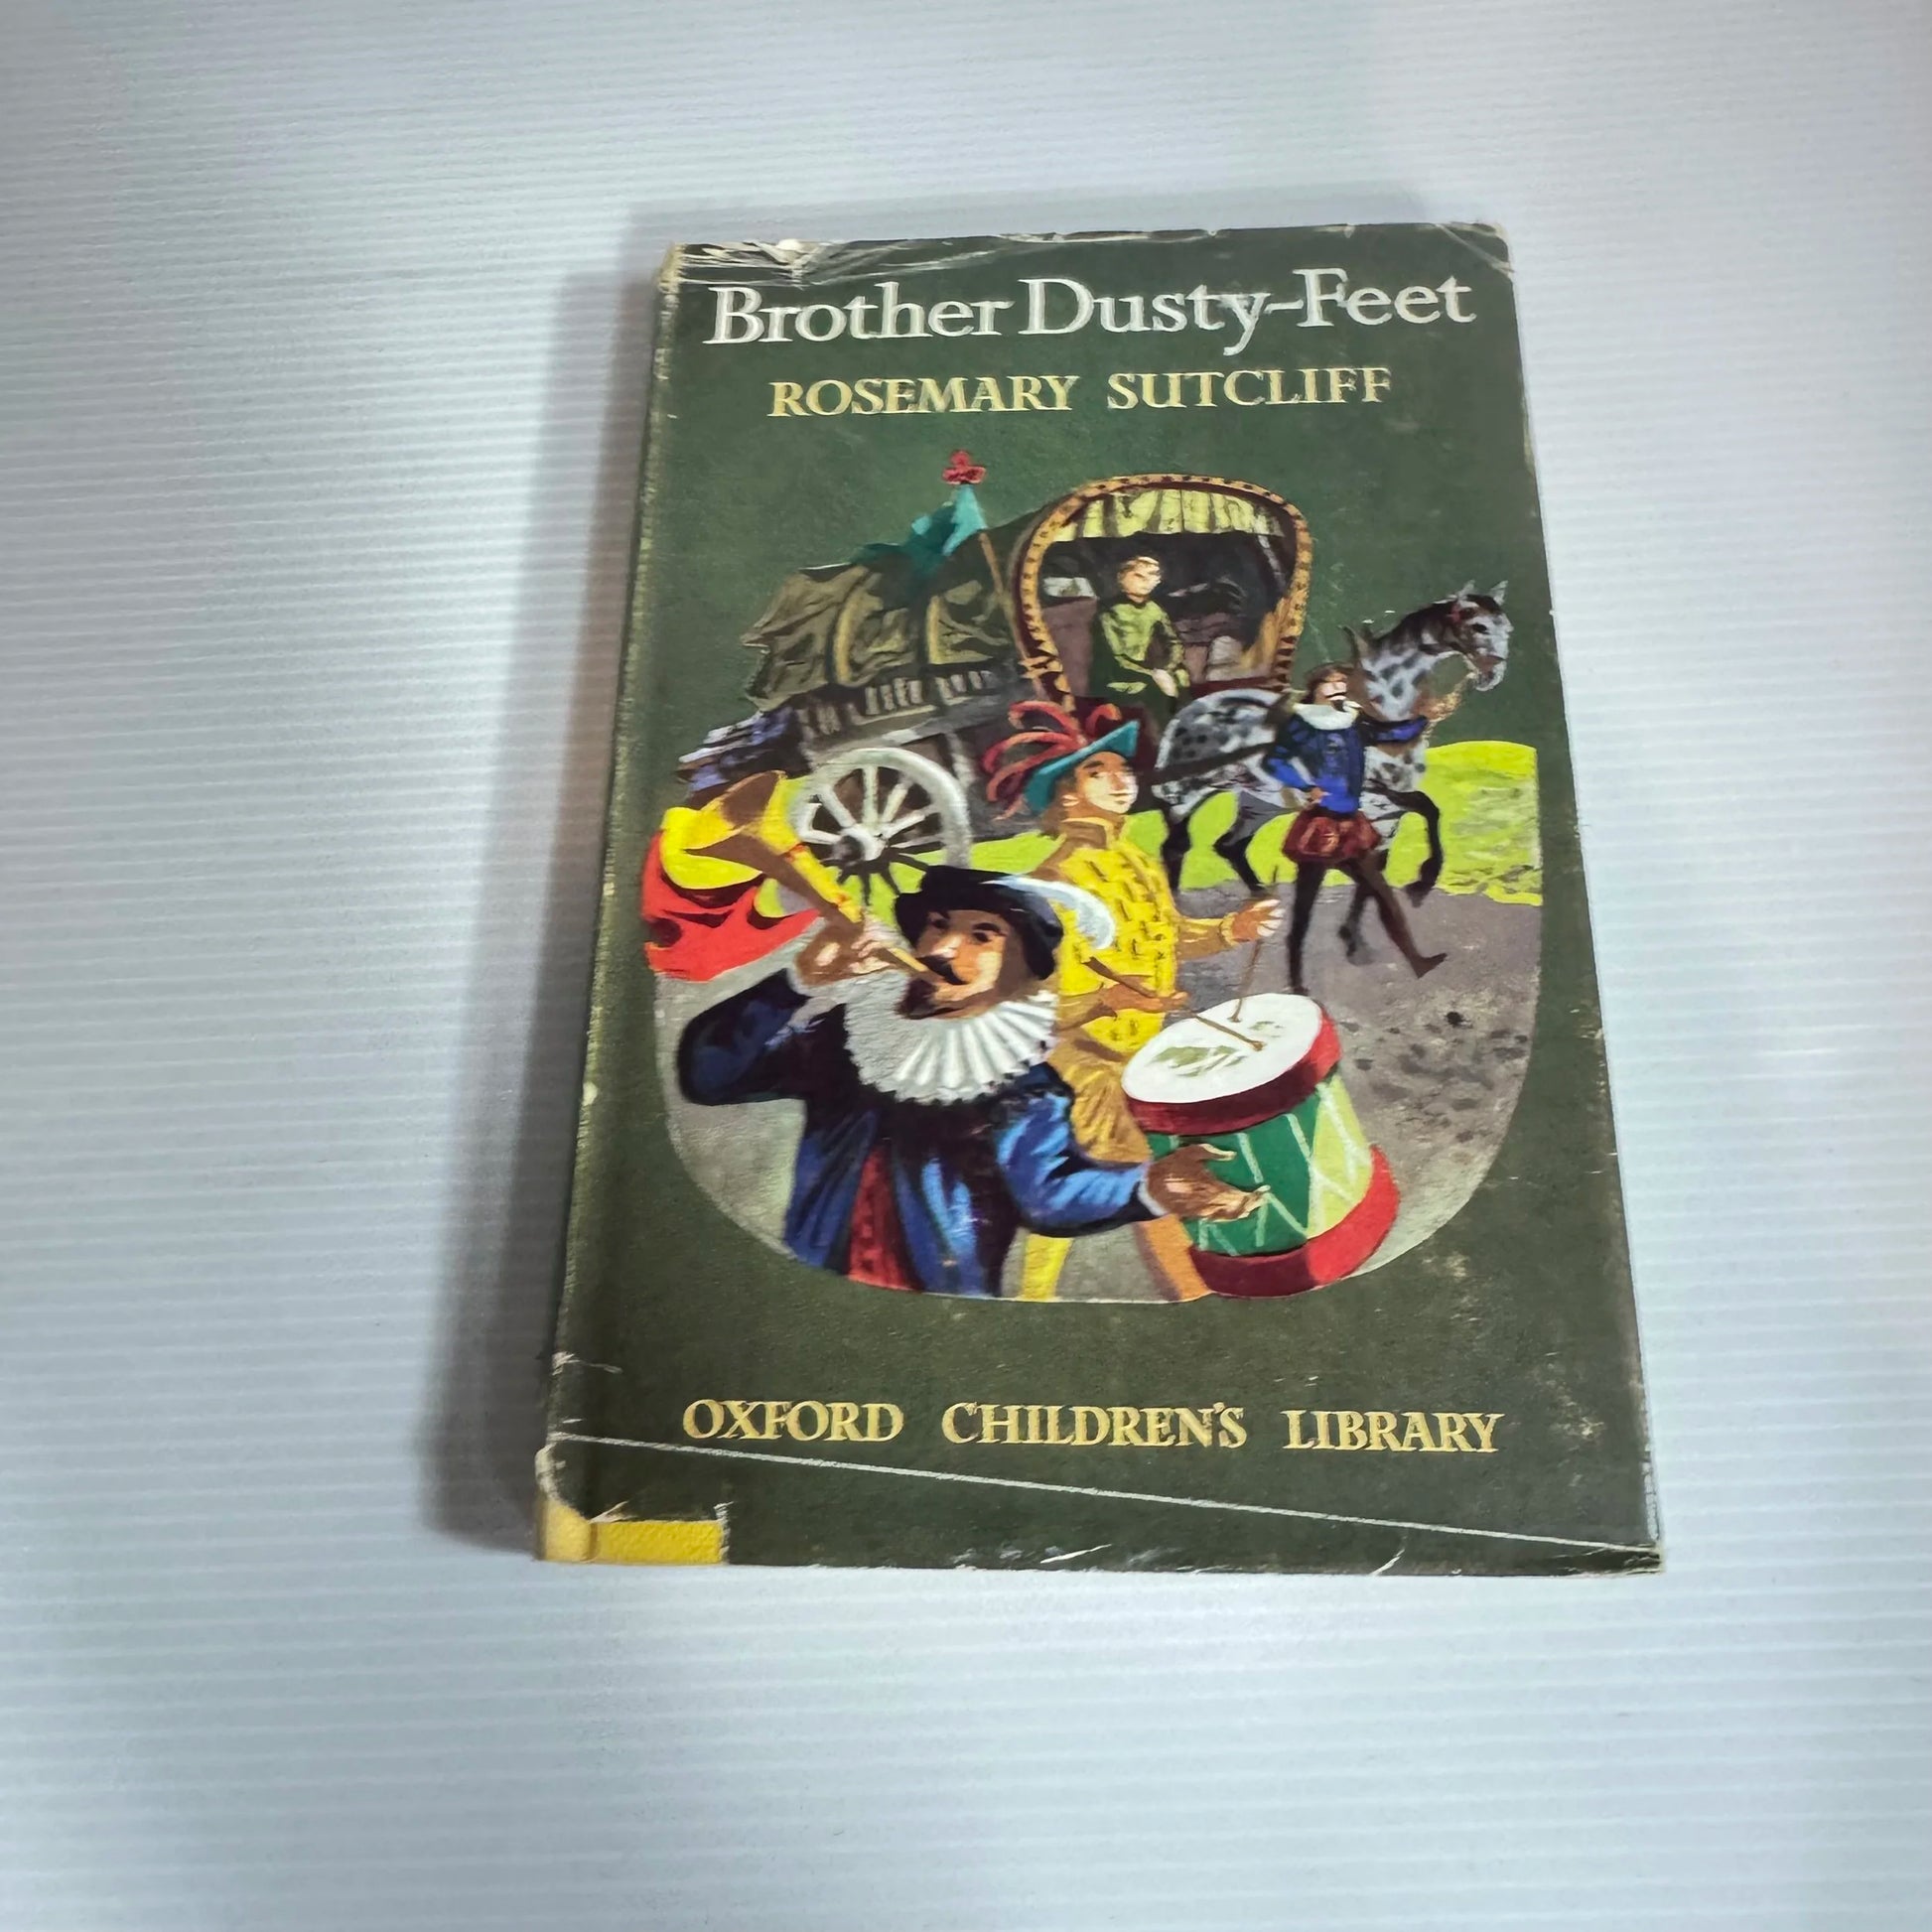 Brother Dusty-Feet
ROSEMARY SUTCLIFF
OXFORD CHILDREN'S LIBRARY